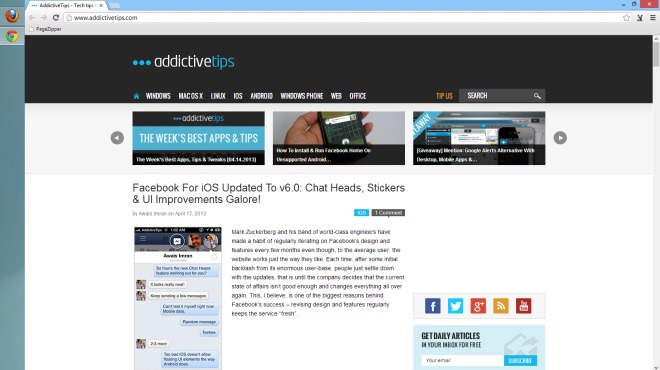 AddictiveTips - Tech tips
www.addictivetips.com
PageZipper
addictivetips
WINDOWS MAC OS X LINUX IOS ANDROID WINDOWS PHONE WEB OFFICE
TIP US SEARCH
addictivetips
THE WEEK'S BEST APPS & TIPS
The Week's Best Apps, Tips & Tweaks [04.14.2013]
How To Install & Run Facebook Home On
Unsupported Android…
GIVEAWAY
[Giveaway] Mention: Google Alerts Alternative With
Desktop, Mobile Apps &…
Facebook For iOS Updated To v6.0: Chat Heads, Stickers
& UI Improvements Galore!
by Awais Imran on April 17, 2013
iOS 1 Comment
AddictiveTips 1:02 AM
Awais Imran
So how's the new Chat Heads
feature working out for you?
It looks really neat!
Keep sending a few messages
Can't test it myself right now.
Mobile data.
Random message
Teehee
2-3 more
Too bad iOS doesn't allow
floating UI elements the way
Android does.
Mark Zuckerberg and his band of world-class engineers have
made a habit of regularly iterating on Facebook's design and
features every few months even though, to the average user, the
website works just the way they like. Each time, after some initial
backlash from its enormous user-base, people just settle down
with the updates, that is until the company decides that the current
state of affairs isn't good enough and changes everything all over
again. This, I believe, is one of the biggest reasons behind
Facebook's success – revising design and features regularly
keeps the service "fresh"
You
GET DAILY ARTICLES
IN YOUR INBOX FOR FREE
Your email SUBSCRIBE